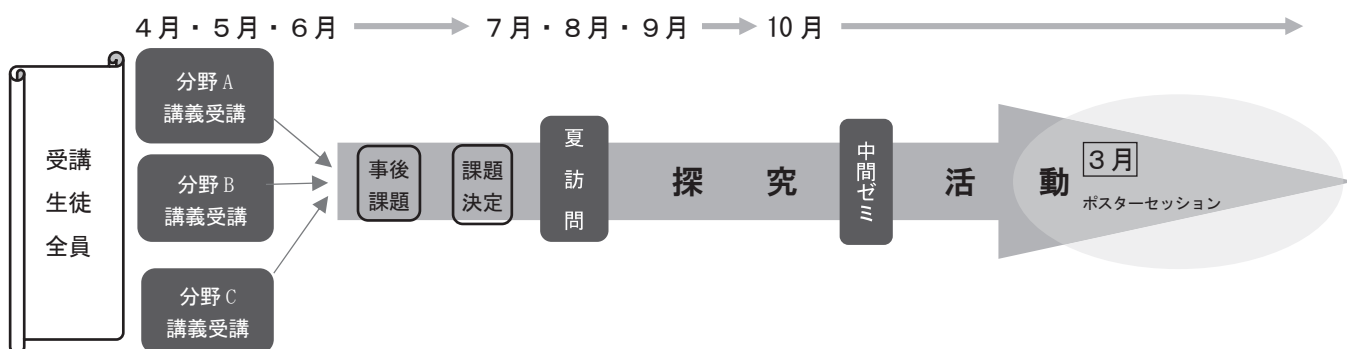 4月・5月・6月
7月・8月・9月
10月
受講
生徒
全員
分野A
講義受講
分野B
講義受講
分野C
講義受講
事後
課題
課題
決定
夏
訪
問
探究
中間ゼミ
活動
3月
ポスターセッション